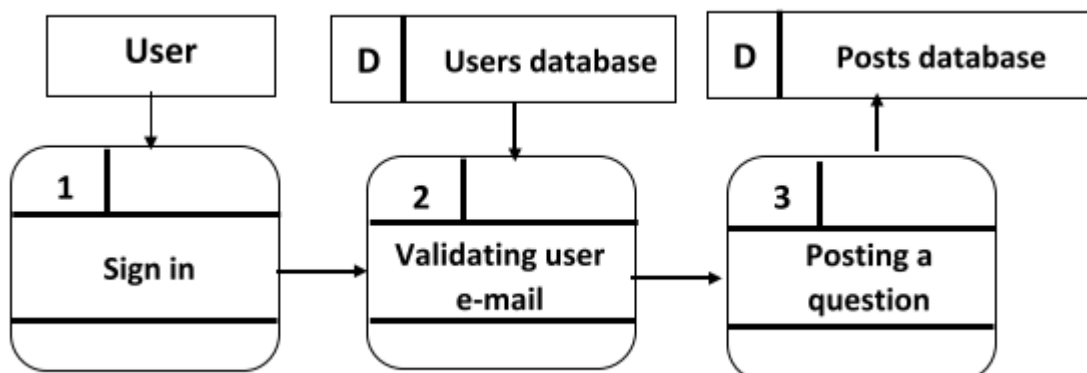 User
D Users database
D Posts database
1
2
3
Sign in
Validating user
e-mail
Posting a
question